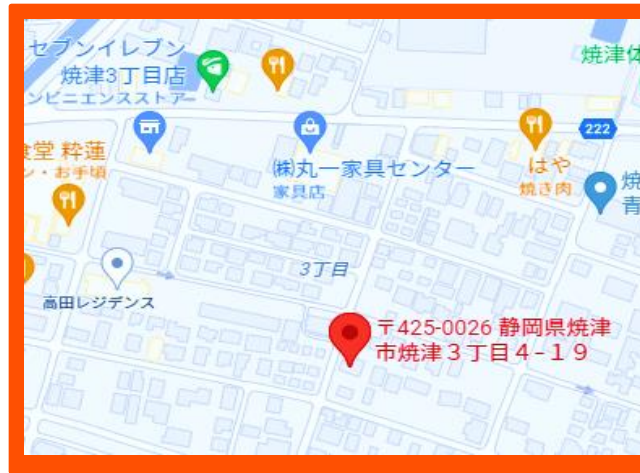 セブンイレブン
焼津3丁目店
ンビニエンスストアー
焼津体
222
食堂 粋蓮
ン・お手頃
㈱丸一家具センター
家具店
はや
焼き肉
焼
青
3丁目
高田レジデンス
〒425-0026 静岡県焼津
市焼津3丁目4-19